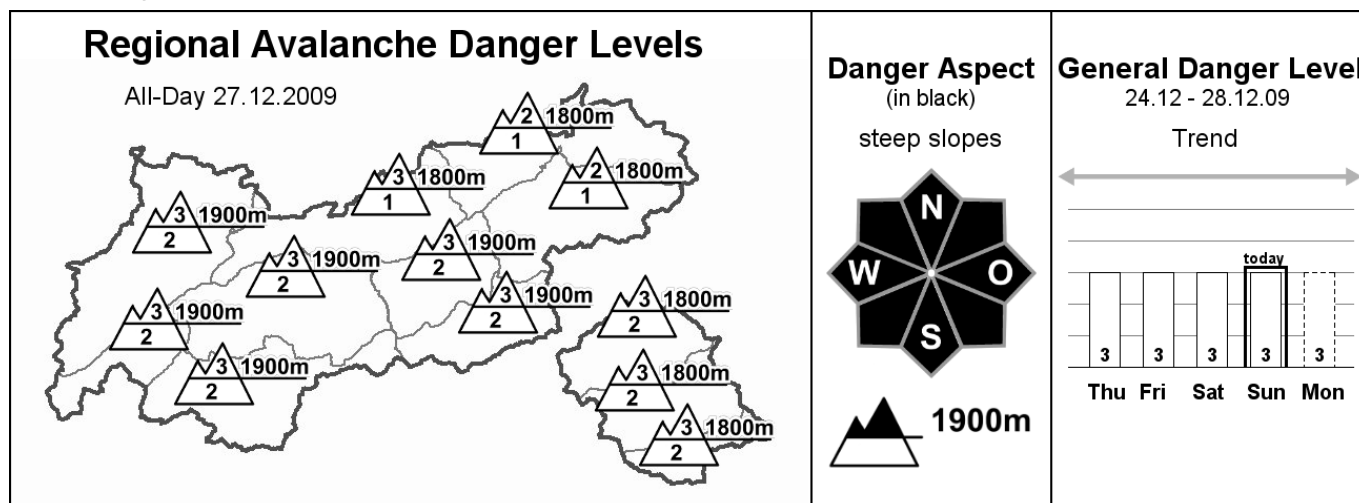 Regional Avalanche Danger Levels
All-Day 27.12.2009
2 1800m
1
2 1800m
1
3 1800m
1
3 1900m
2
3 1900m
2
3 1900m
2
3 1900m
2
3 1800m
2
3 1900m
2
3 1900m
2
3 1800m
2
3 1800m
2
Danger Aspect
(in black)
steep slopes
N
W O
S
1900m
General Danger Level
24.12 - 28.12.09
Trend
today
3 3 3 3 3
Thu Fri Sat Sun Mon